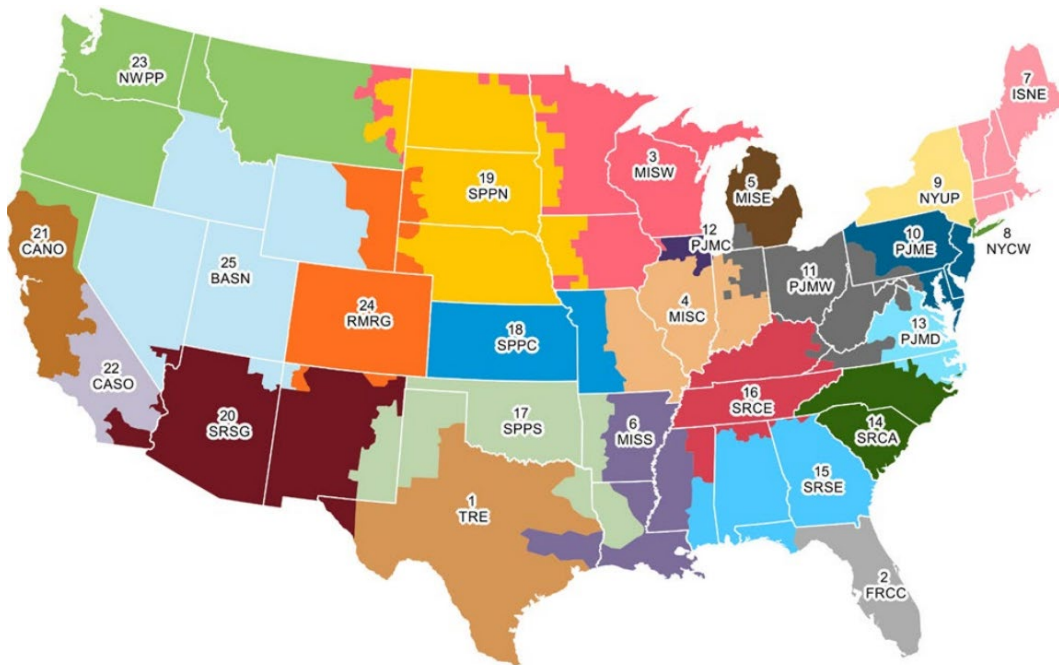 23
NWPP
7
ISNE
3
MISW
19
SPPN
5
MISE
9
NYUP
8
NYCW
21
CANO
12
PJMC
10
PJME
25
BASN
11
PJMW
24
RMRG
4
MISC
18
SPPC
13
PJMD
22
CASO
16
SRCE
20
SRSG
17
SPPS
6
MISS
14
SRCA
15
SRSE
1
TRE
2
FRCC